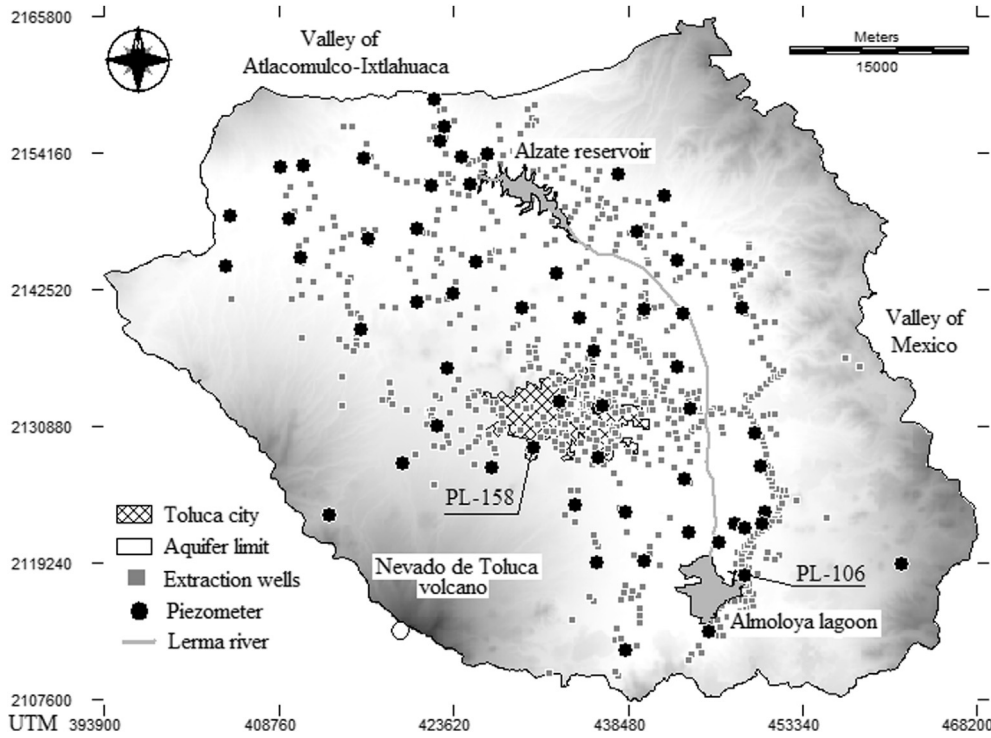 2165800
Valley of
Atlacomulco-Ixtlahuaca
Meters
15000
2154160
Alzate reservoir
2142520
Valley of
Mexico
2130880
PL-158
Toluca city
Aquifer limit
Extraction wells
Piezometer
Lerma river
Nevado de Toluca
volcano
2119240
PL-106
Almoloya lagoon
2107600
UTM 393900 408760 423620 438480 453340 468200